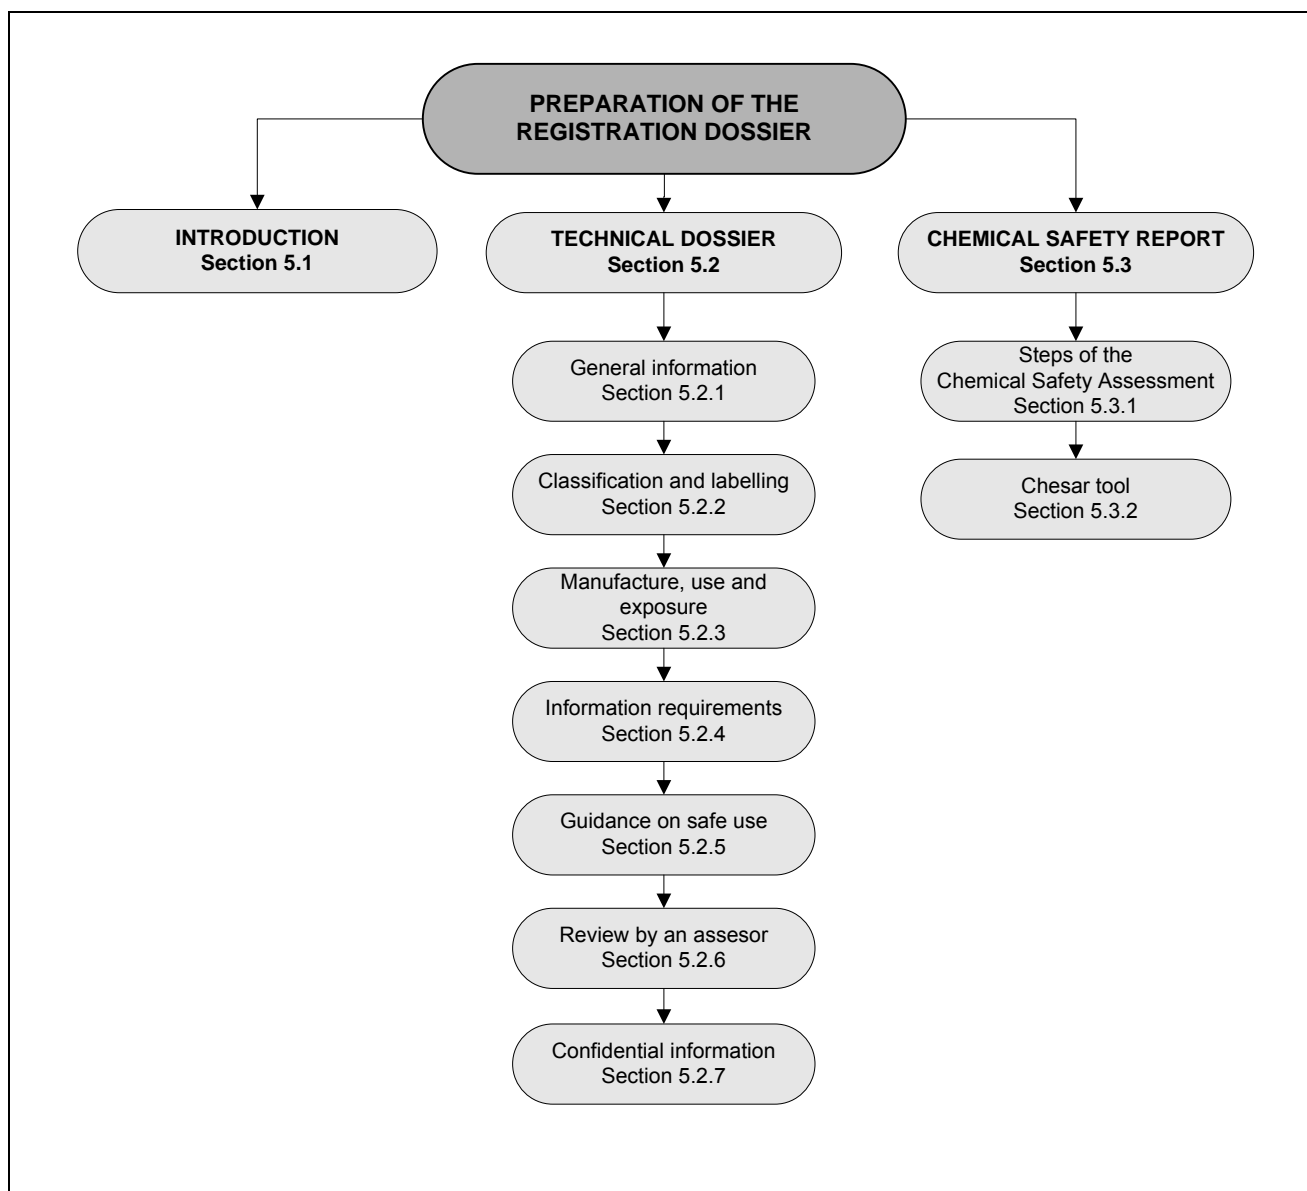 PREPARATION OF THE
REGISTRATION DOSSIER
INTRODUCTION
Section 5.1
TECHNICAL DOSSIER
Section 5.2
CHEMICAL SAFETY REPORT
Section 5.3
General information
Section 5.2.1
Classification and labelling
Section 5.2.2
Manufacture, use and
exposure
Section 5.2.3
Information requirements
Section 5.2.4
Guidance on safe use
Section 5.2.5
Review by an assesor
Section 5.2.6
Confidential information
Section 5.2.7
Steps of the
Chemical Safety Assessment
Section 5.3.1
Chesar tool
Section 5.3.2